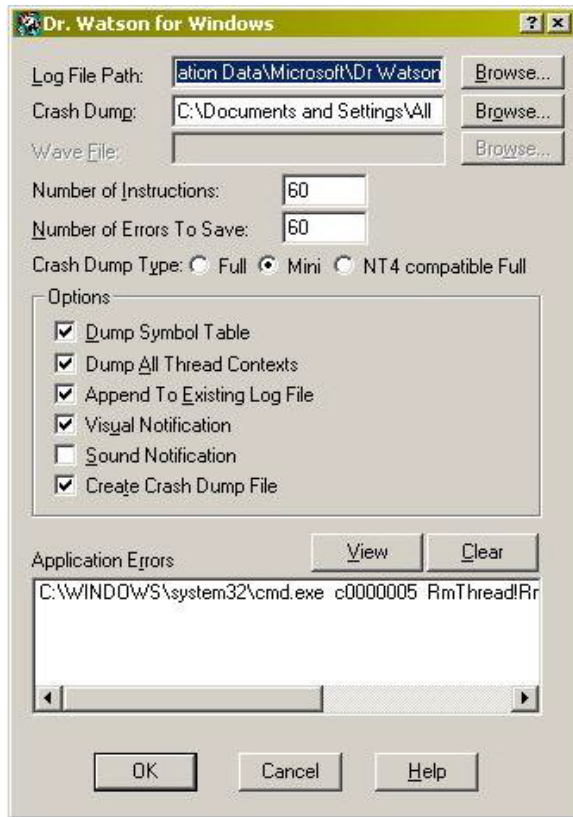 Dr. Watson for Windows
Log File Path: ation Data\Microsoft\Dr Watson Browse...
Crash Dump: C:\Documents and Settings\All Browse...
Wave File: Browse...
Number of Instructions: 60
Number of Errors To Save: 60
Crash Dump Type: Full Mini NT4 compatible Full
Options
Dump Symbol Table
Dump All Thread Contexts
Append To Existing Log File
Visual Notification
Sound Notification
Create Crash Dump File
Application Errors View Clear
C:\WINDOWS\system32\cmd.exe c0000005 RmThread!Rr
OK Cancel Help